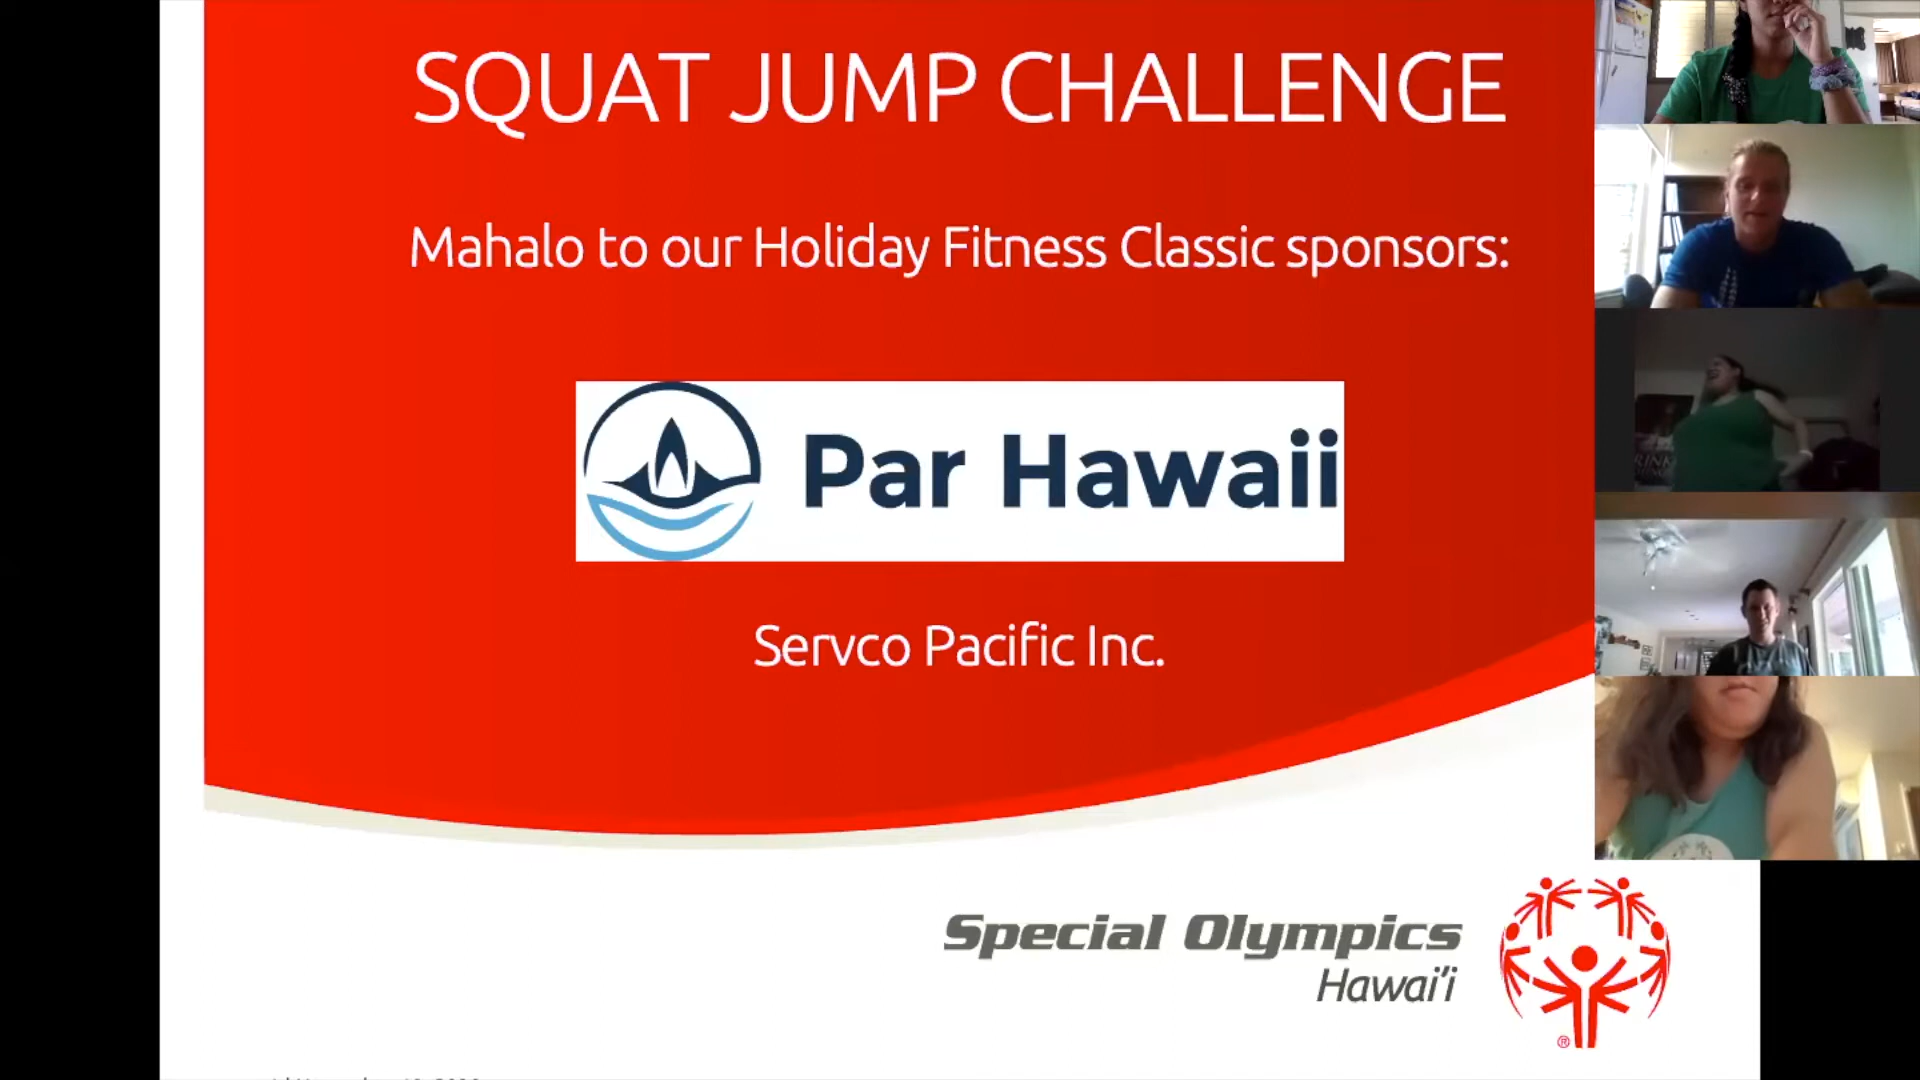 SQUAT JUMP CHALLENGE
Mahalo to our Holiday Fitness Classic sponsors:
Par Hawaii
Servco Pacific Inc.
Special Olympics
Hawai'i
®